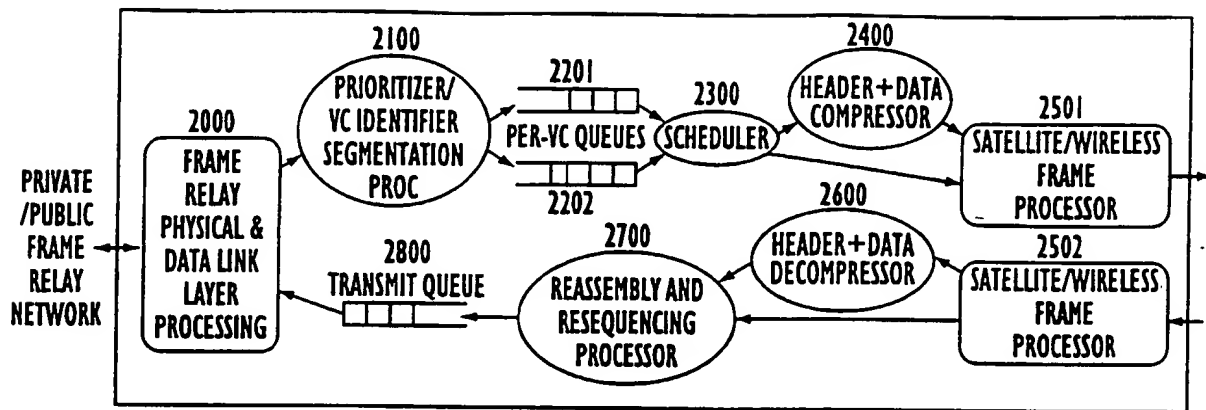 PRIVATE
/PUBLIC
FRAME
RELAY
NETWORK
2000
FRAME
RELAY
PHYSICAL &
DATA LINK
LAYER
PROCESSING
2100
PRIORITIZER/
VC IDENTIFIER
SEGMENTATION
PROC
2201
PER-VC QUEUES
2202
2300
SCHEDULER
2400
HEADER+DATA
COMPRESSOR
2501
SATELLITE/WIRELESS
FRAME
PROCESSOR
2502
SATELLITE/WIRELESS
FRAME
PROCESSOR
2600
HEADER+DATA
DECOMPRESSOR
2700
REASSEMBLY AND
RESEQUENCING
PROCESSOR
2800
TRANSMIT QUEUE